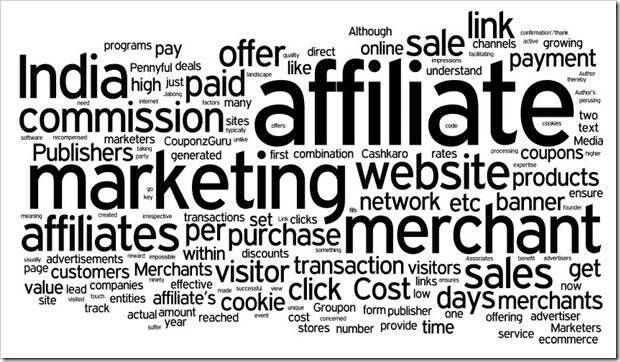 programs pay offer quality direct Although link confirmation'/thank
Pennyful deals landscape like online sale channels active growing
India high just paid understand impressions facilitating payment Author thereby
need Jabong internet factors many affiliate Author's perusing
commission sites offers code cookies two
software recompensed marketers CouponzGuru typically unlike text
Publishers taking party generated first combination Cashkaro rates processing coupons Media higher
go key marketing website expertise products
meaning created irrespective transactions set Link clicks fills network etc banner founder ensure
affiliates per purchase merchant
usually advertisements reward impossible within discounts something Associates benefit advertisers
page customers Merchants visitor transaction visitors sales get
value lead companies ninety effective made successful view links now
site visited touch entities affiliate's cookie click Cost low days merchants
track actual amount reached event unique cost Groupon form publisher one offering advertiser
suffer year concerned stores number provide time service Marketers
ecommerce